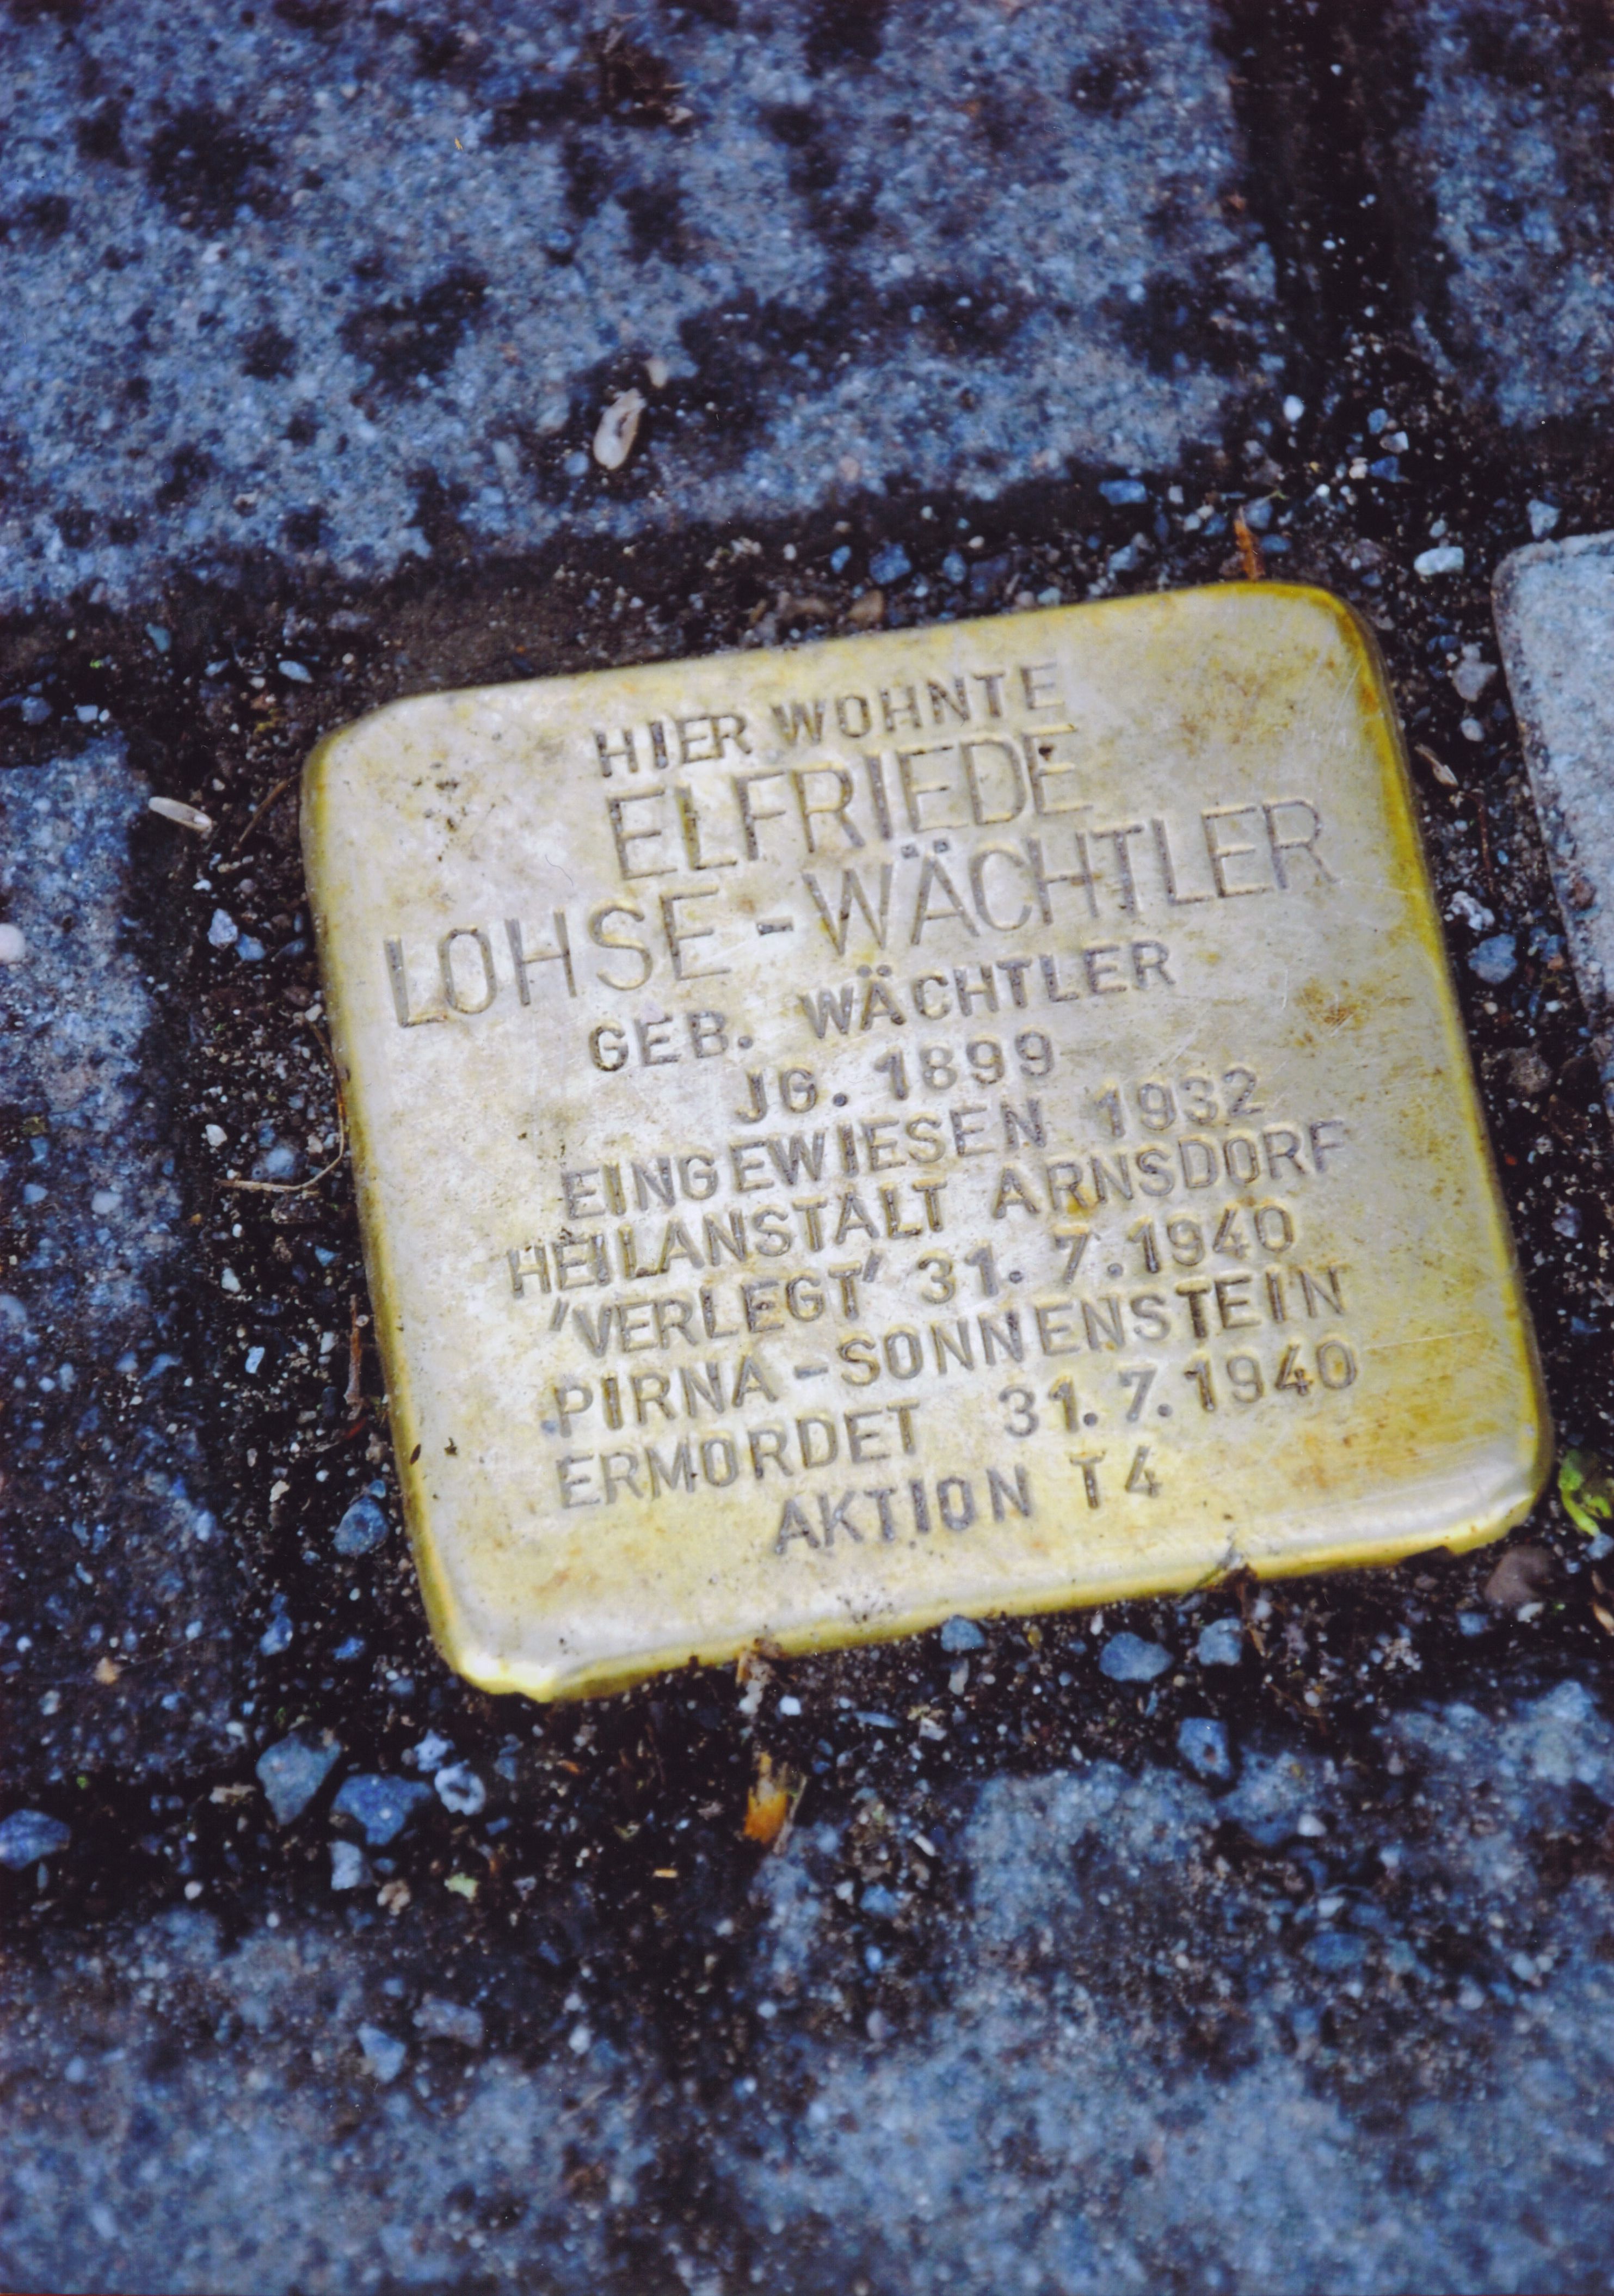 HIER WOHNTE
ELFRIEDE
LOHSE-WÄCHTLER
GEB. WÄCHTLER
JG. 1899
EINGEWIESEN 1932
HEILANSTALT ARNSDORF
'VERLEGT' 31.7.1940
PIRNA-SONNENSTEIN
ERMORDET 31.7.1940
AKTION T4